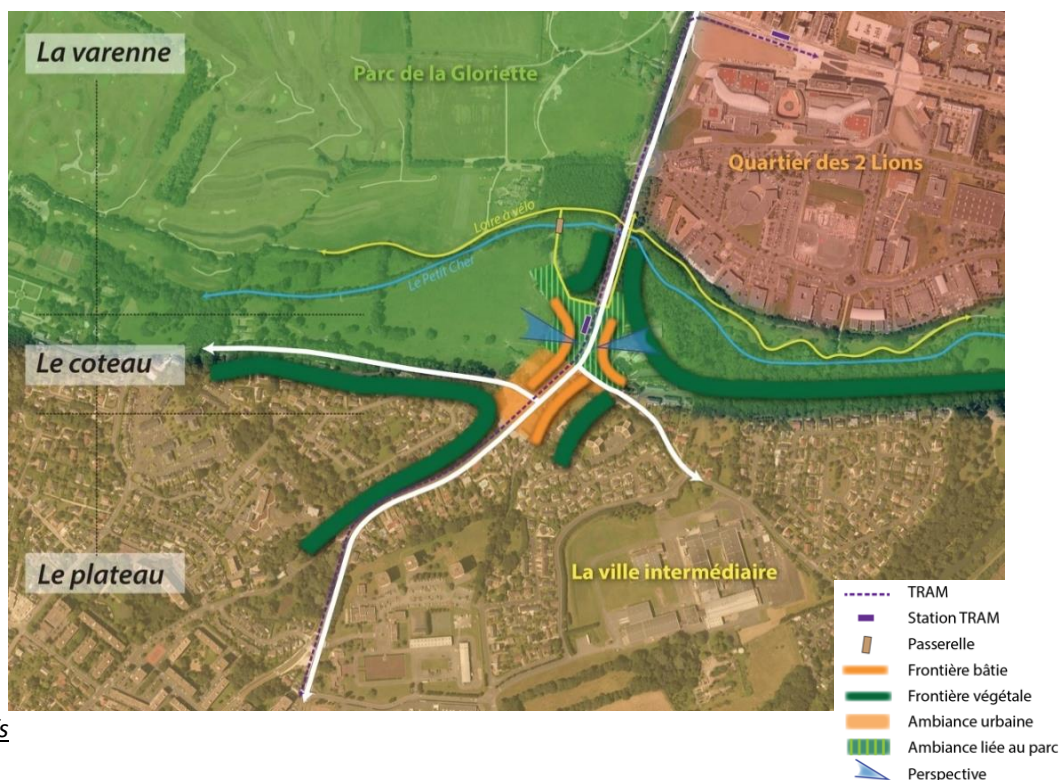 La varenne
Parc de la Gloriette
Quartier des 2 Lions
Loire à vélo
Le Petit Cher
Le coteau
Le plateau
La ville intermédiaire
TRAM
Station TRAM
Passerelle
Frontière bâtie
Frontière végétale
Ambiance urbaine
Ambiance liée au parc
Perspective